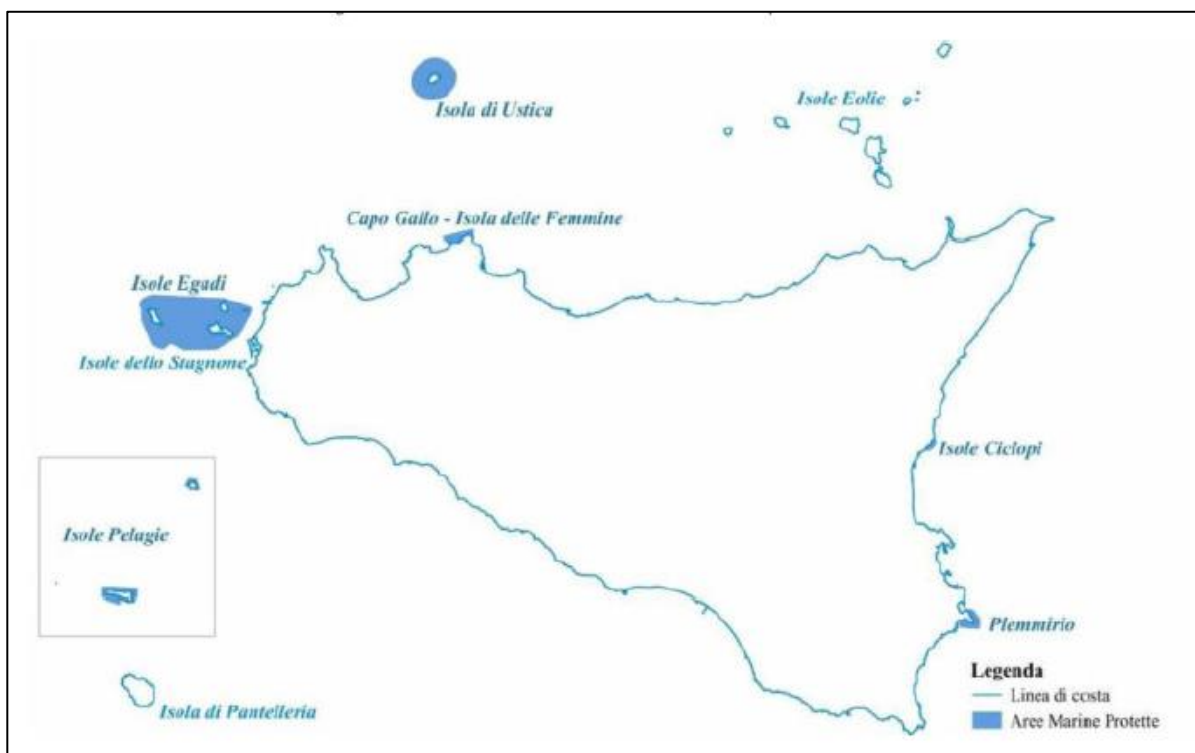 Isola di Ustica
Isole Eolie
Capo Gallo - Isola delle Femmine
Isole Egadi
Isole dello Stagnone
Isole Ciclopi
Isole Pelagie
Plemmirio
Isola di Pantelleria
Legenda
Linea di costa
Aree Marine Protette